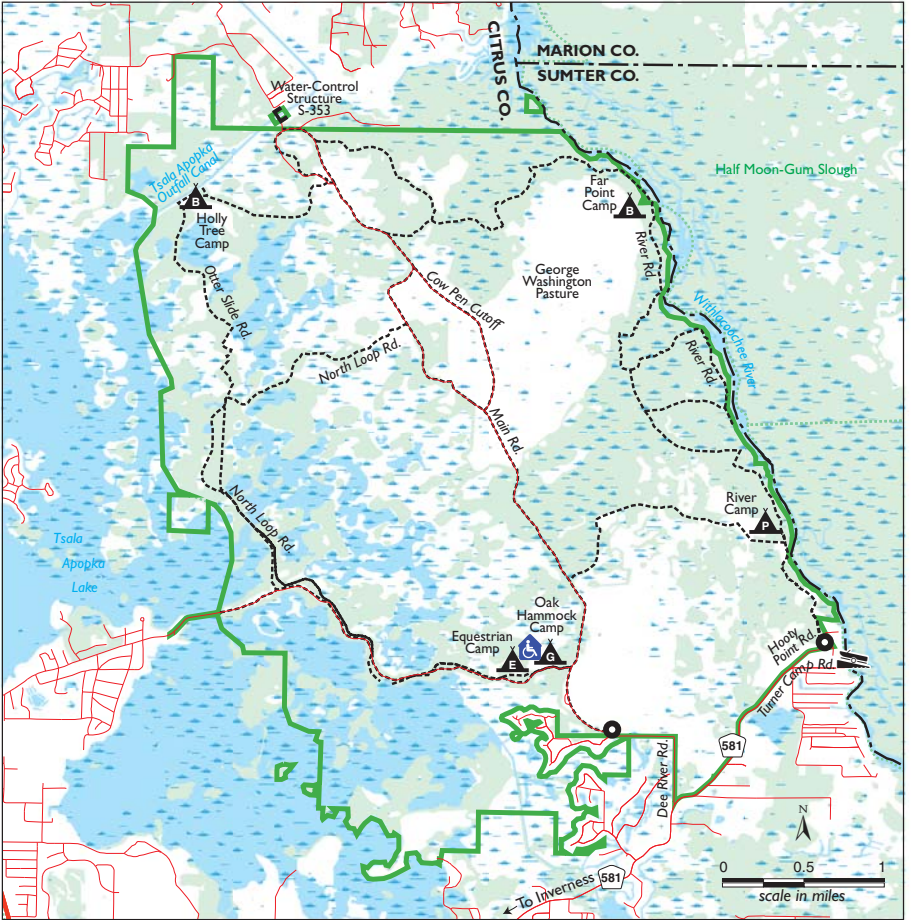 CITRUS CO.
MARION CO.
SUMTER CO.
Water-Control
Structure
S-353
Tsala Apopka
Outfall Canal
B
Holly
Tree
Camp
Half Moon-Gum Slough
Far
Point
Camp
B
River Rd.
George
Washington
Pasture
Otter Slide Rd.
Cow Pen Cutoff
Withlacoochee River
North Loop Rd.
River Rd.
Main Rd.
North Loop Rd.
River
Camp
P
Tsala
Apopka
Lake
Oak
Hammock
Camp
Equestrian
Camp
E
G
Hooty
Point Rd.
Turner Camp Rd.
581
Dee River Rd.
N
0 0.5 1
scale in miles
To Inverness 581